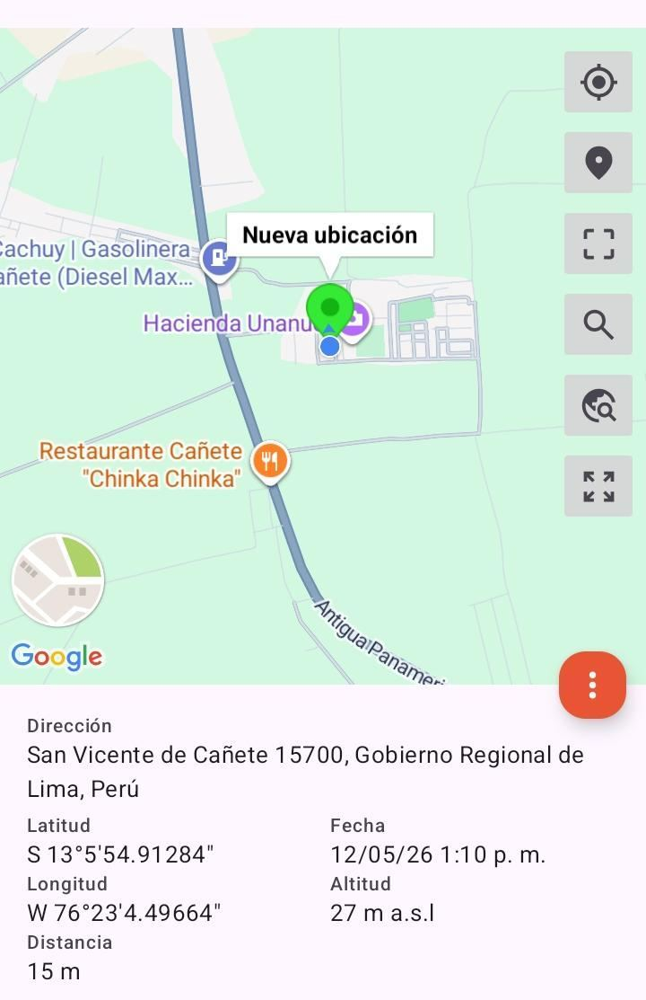 Nueva ubicación
Cachuy | Gasolinera
añete (Diesel Max...
Hacienda Unanu
Restaurante Cañete
"Chinka Chinka"
Antigua Panameri
Google
Dirección
San Vicente de Cañete 15700, Gobierno Regional de
Lima, Perú
Latitud
S 13°5'54.91284"
Fecha
12/05/26 1:10 p. m.
Longitud
W 76°23'4.49664"
Altitud
27 m a.s.l
Distancia
15 m